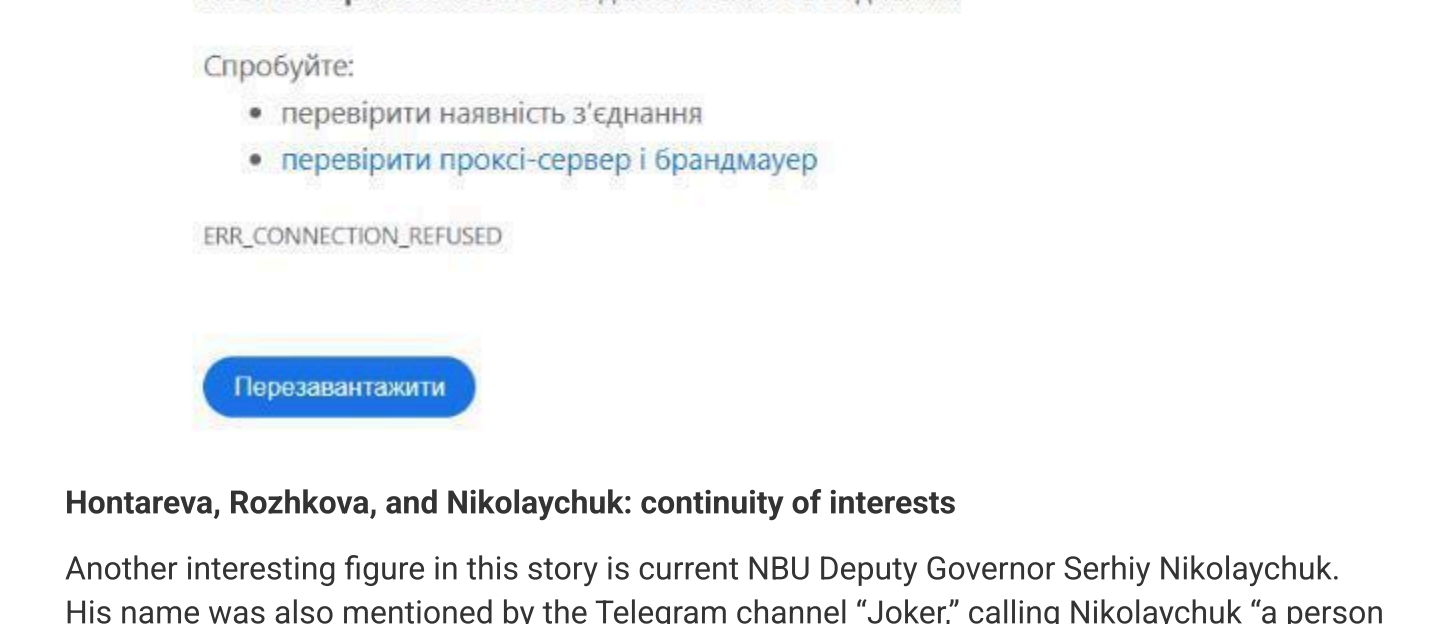 Спробуйте:
• перевірити наявність з'єднання
• перевірити проксі-сервер і брандмауер
ERR_CONNECTION_REFUSED
Перезавантажити
Hontareva, Rozhkova, and Nikolaychuk: continuity of interests
Another interesting figure in this story is current NBU Deputy Governor Serhiy Nikolaychuk.
His name was also mentioned by the Telegram channel “Joker,” calling Nikolaychuk “a person